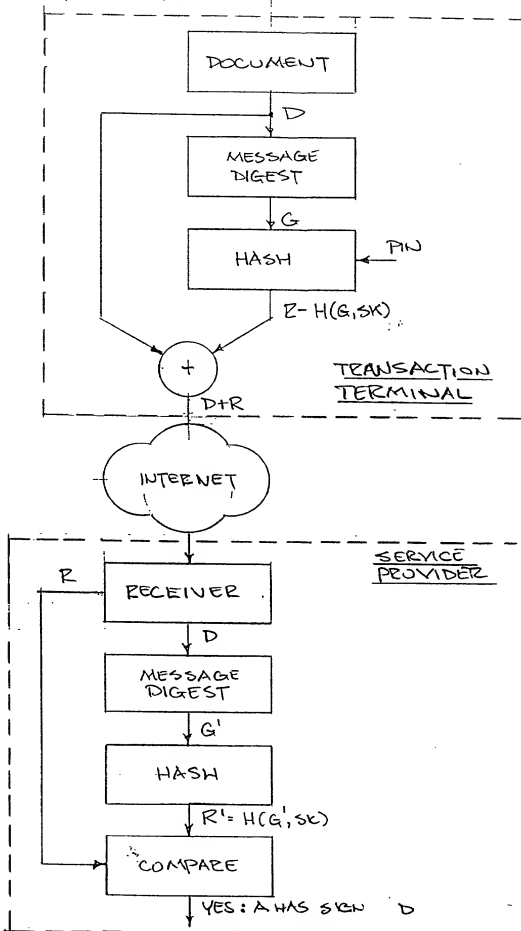 DOCUMENT
D
MESSAGE
DIGEST
G
HASH
PIN
R- H(G,SK)
+
TRANSACTION
TERMINAL
D+R
INTERNET
SERVICE
PROVIDER
R
RECEIVER
D
MESSAGE
DIGEST
G'
HASH
R'= H(G',SK)
COMPARE
YES: A HAS SIGN D